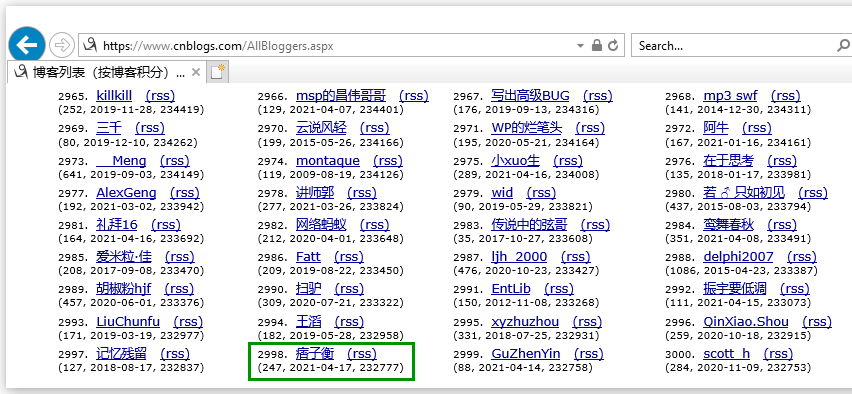 https://www.cnblogs.com/AllBloggers.aspx Search...
博客列表（按博客积分）...
2965. killkill (rss) 2966. msp的昌伟哥哥 (rss) 2967. 写出高级BUG (rss) 2968. mp3 swf (rss)
(252, 2019-11-28, 234419) (129, 2021-04-07, 234401) (176, 2019-09-13, 234316) (141, 2014-12-30, 234311)
2969. 三千 (rss) 2970. 云说风轻 (rss) 2971. WP的烂笔头 (rss) 2972. 阿牛 (rss)
(80, 2019-12-10, 234262) (199, 2015-05-26, 234166) (195, 2020-05-21, 234164) (167, 2021-01-16, 234161)
2973. __Meng (rss) 2974. montaque (rss) 2975. 小xuo生 (rss) 2976. 在于思考 (rss)
(641, 2019-09-03, 234149) (119, 2009-08-19, 234126) (289, 2021-04-16, 234008) (135, 2018-01-17, 233981)
2977. AlexGeng (rss) 2978. 讲师郭 (rss) 2979. wid (rss) 2980. 若♂只如初见 (rss)
(192, 2021-03-02, 233942) (277, 2021-03-26, 233824) (90, 2019-05-29, 233821) (437, 2015-08-03, 233794)
2981. 礼拜16 (rss) 2982. 网络蚂蚁 (rss) 2983. 传说中的弦哥 (rss) 2984. 鸾舞春秋 (rss)
(164, 2021-04-16, 233692) (212, 2020-04-01, 233648) (35, 2017-10-27, 233608) (351, 2021-04-08, 233491)
2985. 爱米粒·佳 (rss) 2986. Fatt (rss) 2987. ljh_2000 (rss) 2988. delphi2007 (rss)
(208, 2017-09-08, 233470) (209, 2019-08-22, 233450) (476, 2020-10-23, 233427) (1086, 2015-04-23, 233387)
2989. 胡椒粉hjf (rss) 2990. 扫驴 (rss) 2991. EntLib (rss) 2992. 振宇要低调 (rss)
(457, 2020-06-01, 233376) (309, 2020-07-21, 233322) (150, 2012-11-08, 233268) (111, 2021-04-15, 233073)
2993. LiuChunfu (rss) 2994. 王滔 (rss) 2995. xyzhuzhou (rss) 2996. QinXiao.Shou (rss)
(171, 2019-03-19, 232977) (182, 2019-05-28, 232958) (331, 2018-07-25, 232931) (259, 2020-10-18, 232915)
2997. 记忆残留 (rss) 2998. 痞子衡 (rss) 2999. GuZhenYin (rss) 3000. scott_h (rss)
(127, 2018-08-17, 232837) (247, 2021-04-17, 232777) (88, 2021-04-14, 232758) (284, 2020-11-09, 232753)